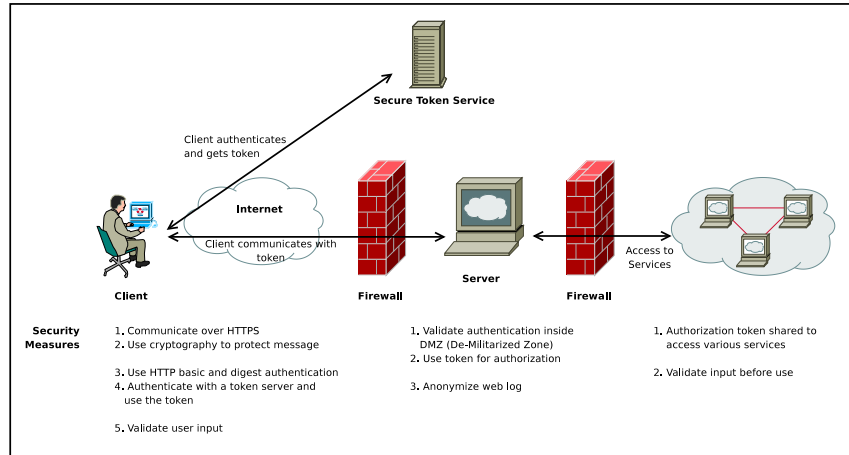 Secure Token Service
Client authenticates
and gets token
Internet
Client communicates with
token
Access to
Services
Client
Firewall
Server
Firewall
Security
Measures
1. Communicate over HTTPS
2. Use cryptography to protect message
3. Use HTTP basic and digest authentication
4. Authenticate with a token server and
use the token
5. Validate user input
1. Validate authentication inside
DMZ (De-Militarized Zone)
2. Use token for authorization
3. Anonymize web log
1. Authorization token shared to
access various services
2. Validate input before use